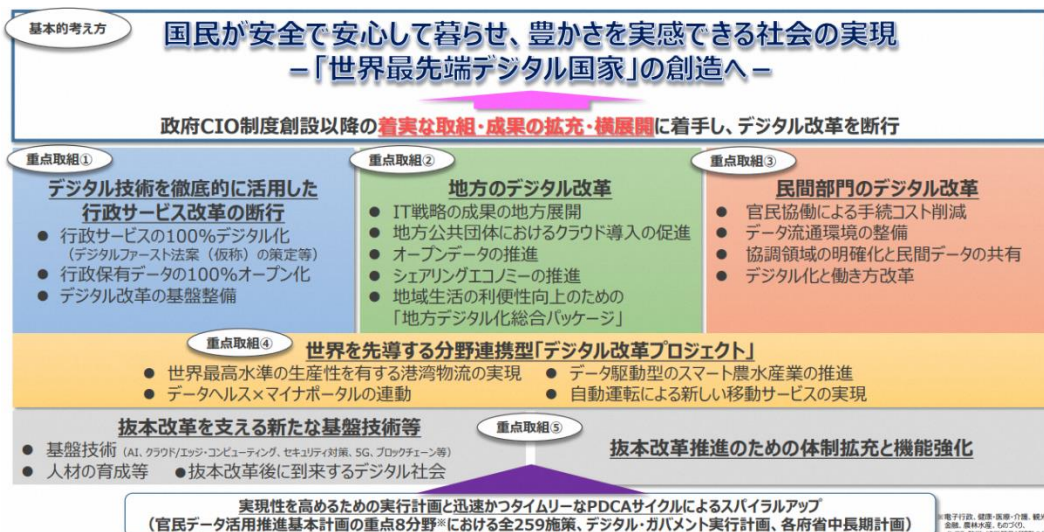 基本的考え方
国民が安全で安心して暮らせ、豊かさを実感できる社会の実現
－「世界最先端デジタル国家」の創造へ－
政府CIO制度創設以降の着実な取組・成果の拡充・横展開に着手し、デジタル改革を断行
重点取組①
デジタル技術を徹底的に活用した
行政サービス改革の断行
● 行政サービスの100%デジタル化
（デジタルファースト法案（仮称）の策定等）
● 行政保有データの100%オープン化
● デジタル改革の基盤整備
重点取組②
地方のデジタル改革
● IT戦略の成果の地方展開
● 地方公共団体におけるクラウド導入の促進
● オープンデータの推進
● シェアリングエコノミーの推進
● 地域生活の利便性向上のための
「地方デジタル化総合パッケージ」
重点取組③
民間部門のデジタル改革
● 官民協働による手続コスト削減
● データ流通環境の整備
● 協調領域の明確化と民間データの共有
● デジタル化と働き方改革
重点取組④
世界を先導する分野連携型「デジタル改革プロジェクト」
● 世界最高水準の生産性を有する港湾物流の実現 ● データ駆動型のスマート農水産業の推進
● データヘルス×マイナポータルの連動 ● 自動運転による新しい移動サービスの実現
重点取組⑤
抜本改革を支える新たな基盤技術等
● 基盤技術（AI、クラウド/エッジ・コンピューティング、セキュリティ対策、5G、ブロックチェーン等）
● 人材の育成等 ●抜本改革後に到来するデジタル社会
抜本改革推進のための体制拡充と機能強化
実現性を高めるための実行計画と迅速かつタイムリーなPDCAサイクルによるスパイラルアップ
（官民データ活用推進基本計画の重点8分野※における全259施策、デジタル・ガバメント実行計画、各府省中長期計画）
※電子行政、健康・医療・介護、観
金融、農林水産、ものづくり、